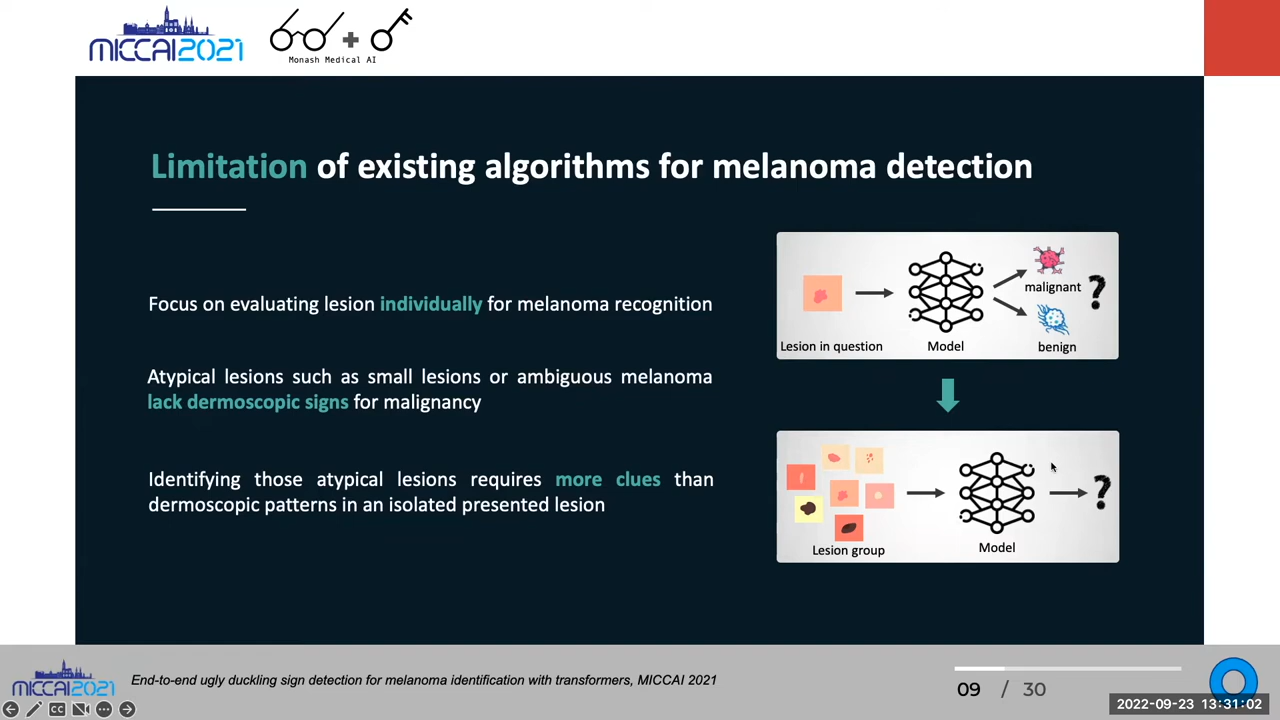 MICCAI2021
Monash Medical AI
Limitation of existing algorithms for melanoma detection
Focus on evaluating lesion individually for melanoma recognition
Atypical lesions such as small lesions or ambiguous melanoma
lack dermoscopic signs for malignancy
Identifying those atypical lesions requires more clues than
dermoscopic patterns in an isolated presented lesion
malignant
?
Lesion in question
Model
benign
?
Lesion group
Model
MICCAI2021
End-to-end ugly duckling sign detection for melanoma identification with transformers, MICCAI 2021
09 / 30
CC
2022-09-23 13:31:02